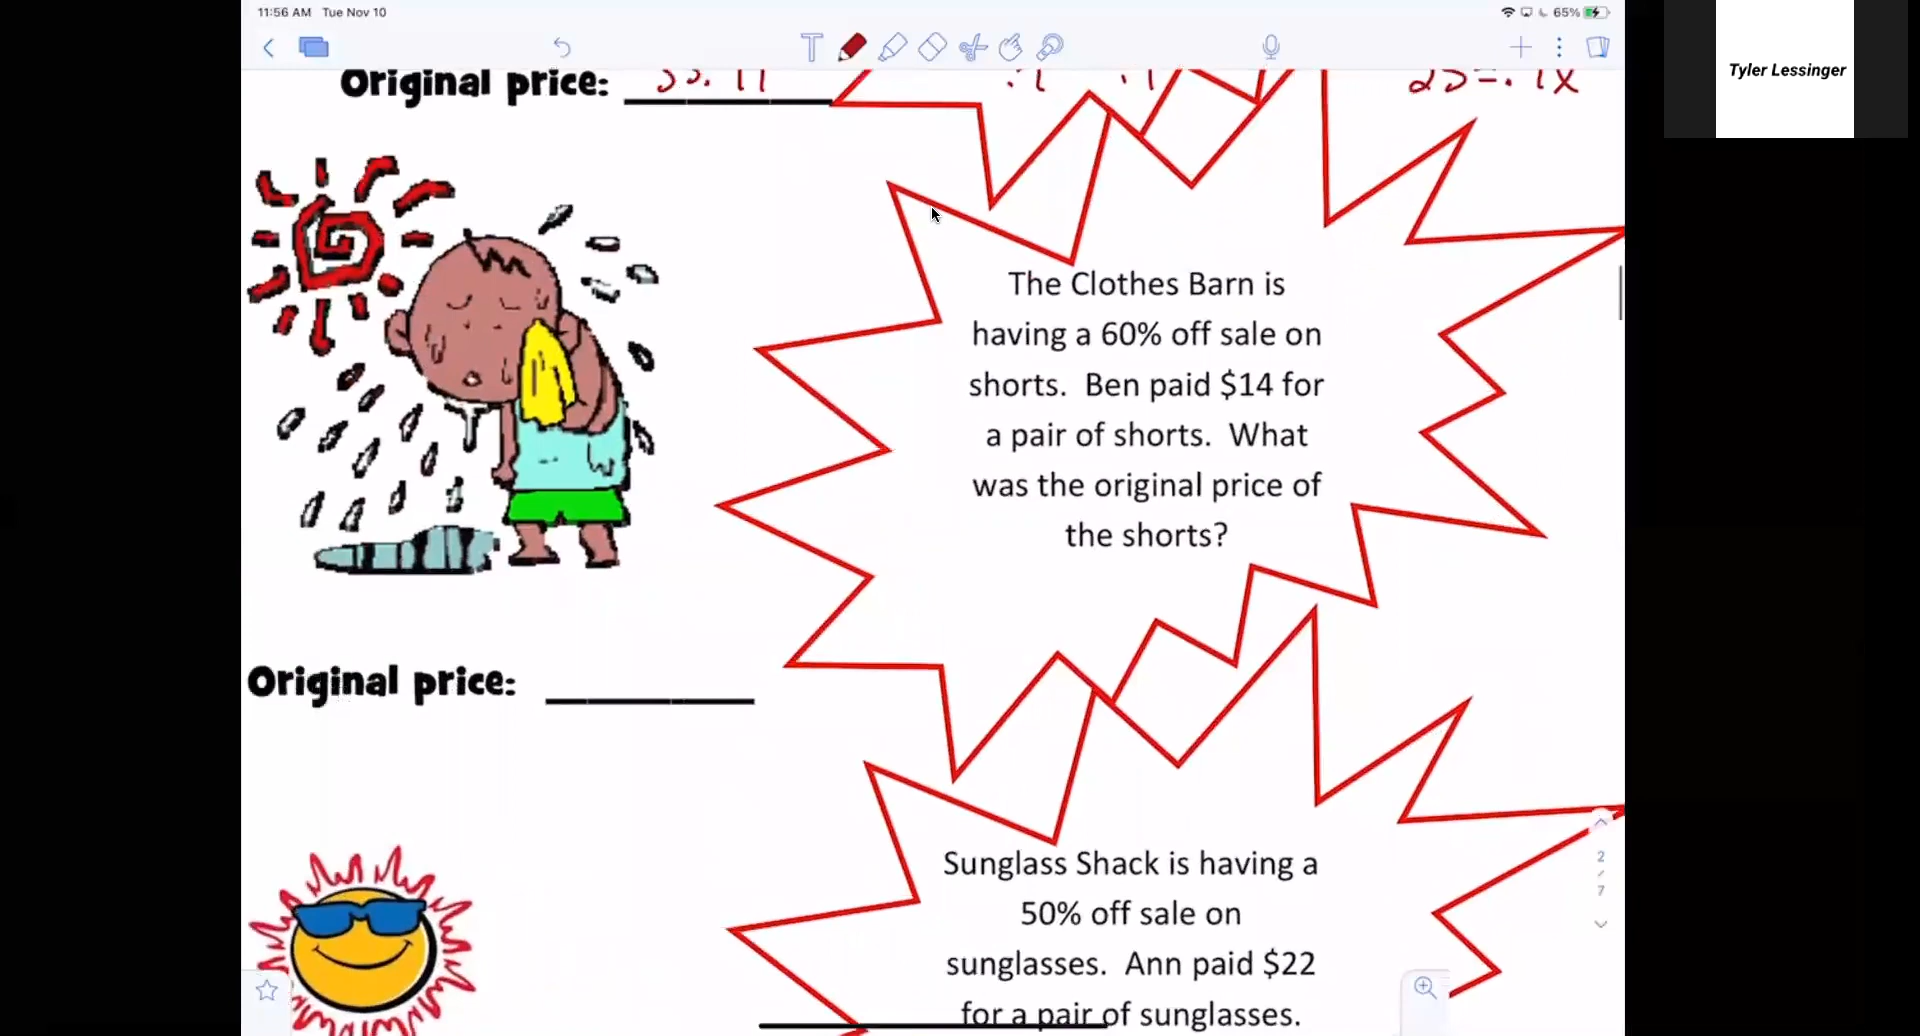 11:56 AM Tue Nov 10
65%
Tyler Lessinger
Original price:
The Clothes Barn is
having a 60% off sale on
shorts. Ben paid $14 for
a pair of shorts. What
was the original price of
the shorts?
Original price:
Sunglass Shack is having a
50% off sale on
sunglasses. Ann paid $22
for a pair of sunglasses.
2
/
7